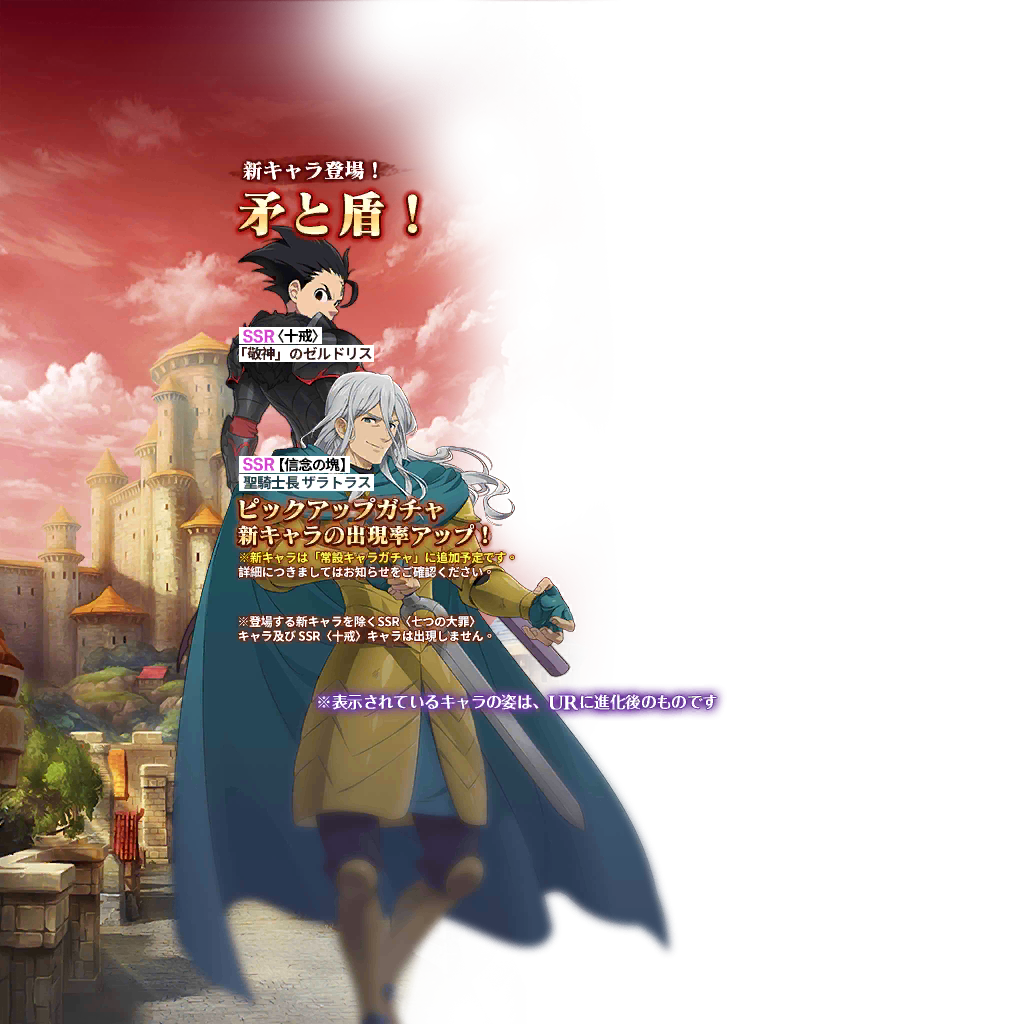 新キャラ登場！
矛と盾！
SSR〈十戒〉
「敬神」のゼルドリス
SSR【信念の塊】
聖騎士長 ザラトラス
ピックアップガチャ
新キャラの出現率アップ！
※新キャラは「常設キャラガチャ」に追加予定です。
詳細につきましてはお知らせをご確認ください。
※登場する新キャラを除くSSR〈七つの大罪〉
キャラ及びSSR〈十戒〉キャラは出現しません。
※表示されているキャラの姿は、URに進化後のものです